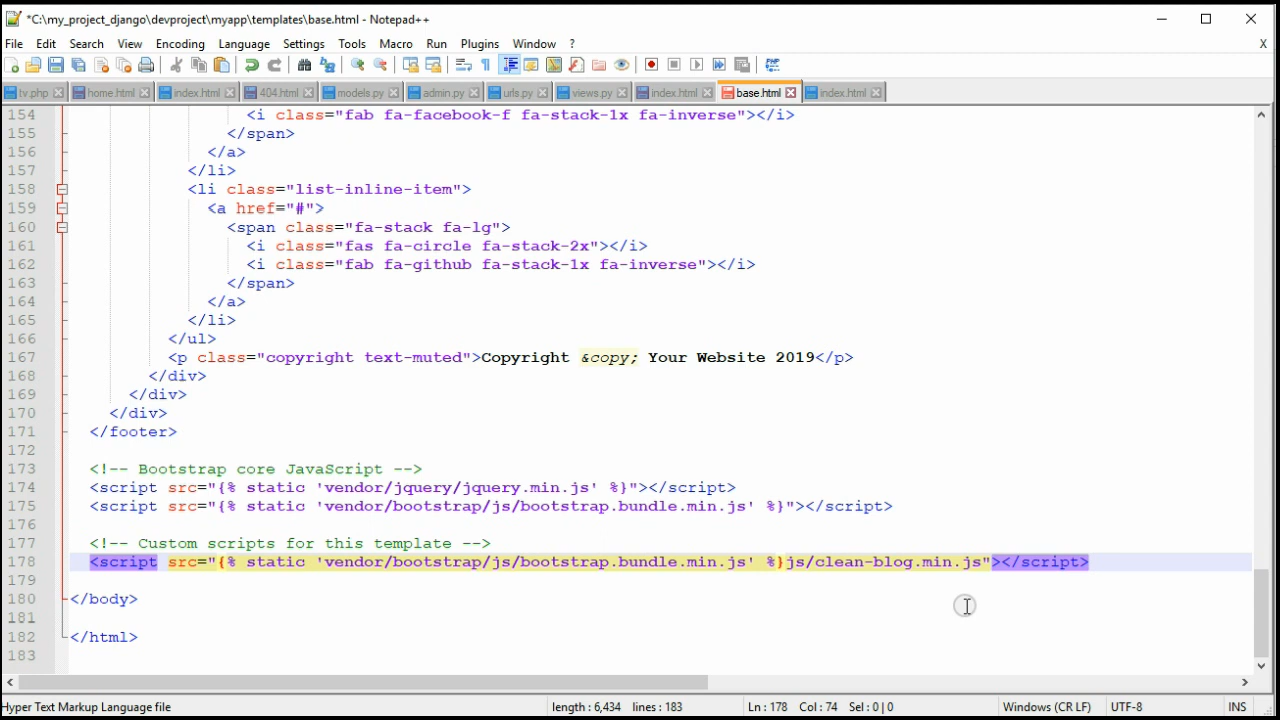 *C:\my_project_django\devproject\myapp\templates\base.html - Notepad++
File Edit Search View Encoding Language Settings Tools Macro Run Plugins Window ? X
tv.php home.html index.html 404.html models.py admin.py urls.py views.py index.html base.html index.html
154 <i class="fab fa-facebook-f fa-stack-1x fa-inverse"></i>
155 </span>
156 </a>
157 </li>
158 <li class="list-inline-item">
159 <a href="#">
160 <span class="fa-stack fa-lg">
161 <i class="fas fa-circle fa-stack-2x"></i>
162 <i class="fab fa-github fa-stack-1x fa-inverse"></i>
163 </span>
164 </a>
165 </li>
166 </ul>
167 <p class="copyright text-muted">Copyright &copy; Your Website 2019</p>
168 </div>
169 </div>
170 </div>
171 </footer>
172
173 <!-- Bootstrap core JavaScript -->
174 <script src="{% static 'vendor/jquery/jquery.min.js' %}"></script>
175 <script src="{% static 'vendor/bootstrap/js/bootstrap.bundle.min.js' %}"></script>
176
177 <!-- Custom scripts for this template -->
178 <script src="{% static 'vendor/bootstrap/js/bootstrap.bundle.min.js' %}js/clean-blog.min.js"></script>
179
180 </body>
181
182 </html>
183
Hyper Text Markup Language file length : 6,434 lines : 183 Ln : 178 Col : 74 Sel : 0 | 0 Windows (CR LF) UTF-8 INS